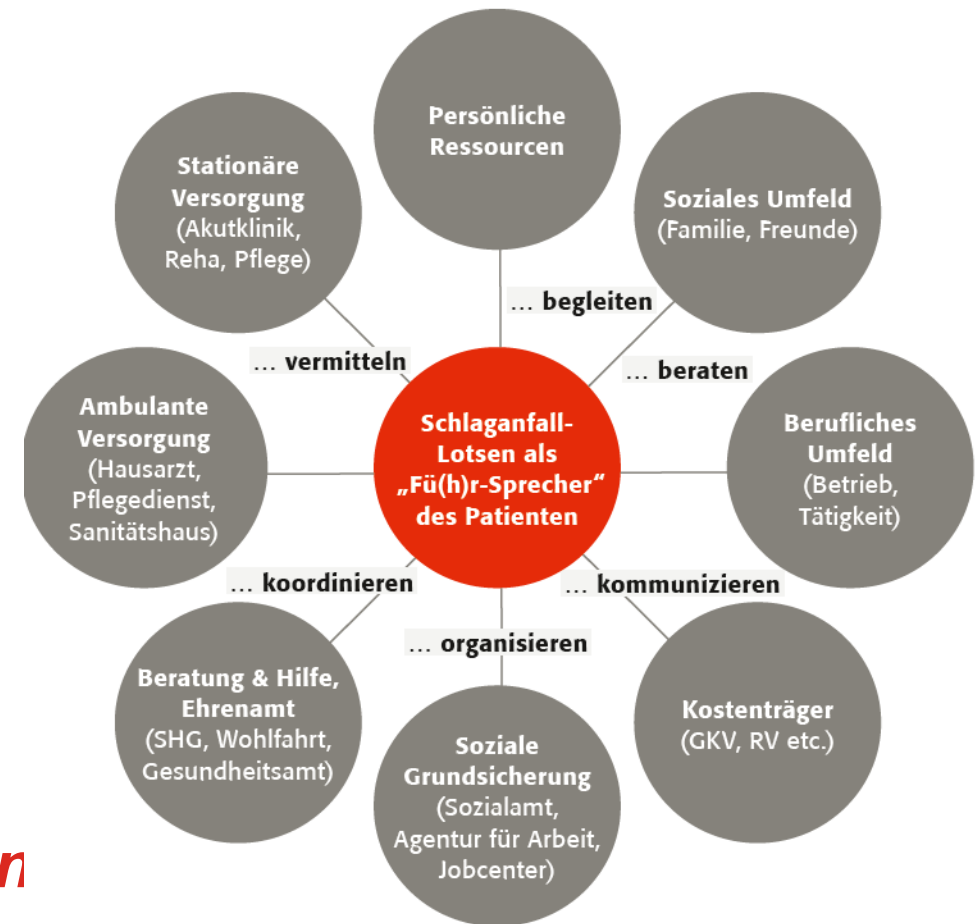 Persönliche
Ressourcen
Stationäre
Versorgung
(Akutklinik,
Reha, Pflege)
Soziales Umfeld
(Familie, Freunde)
... begleiten
... vermitteln
... beraten
Ambulante
Versorgung
(Hausarzt,
Pflegedienst,
Sanitätshaus)
Schlaganfall-
Lotsen als
„Fü(h)r-Sprecher“
des Patienten
Berufliches
Umfeld
(Betrieb,
Tätigkeit)
... koordinieren
... kommunizieren
... organisieren
Beratung & Hilfe,
Ehrenamt
(SHG, Wohlfahrt,
Gesundheitsamt)
Kostenträger
(GKV, RV etc.)
Soziale
Grundsicherung
(Sozialamt,
Agentur für Arbeit,
Jobcenter)
n